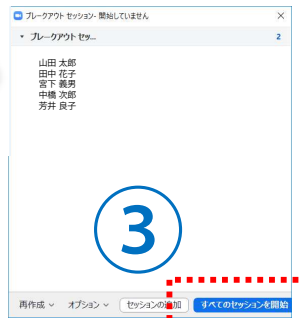 ブレークアウト セッション- 開始していません
ブレークアウト セッ... 2
山田 太郎
田中 花子
宮下 義男
中橋 次郎
芳井 良子
3
再作成 オプション セッションの追加 すべてのセッションを開始